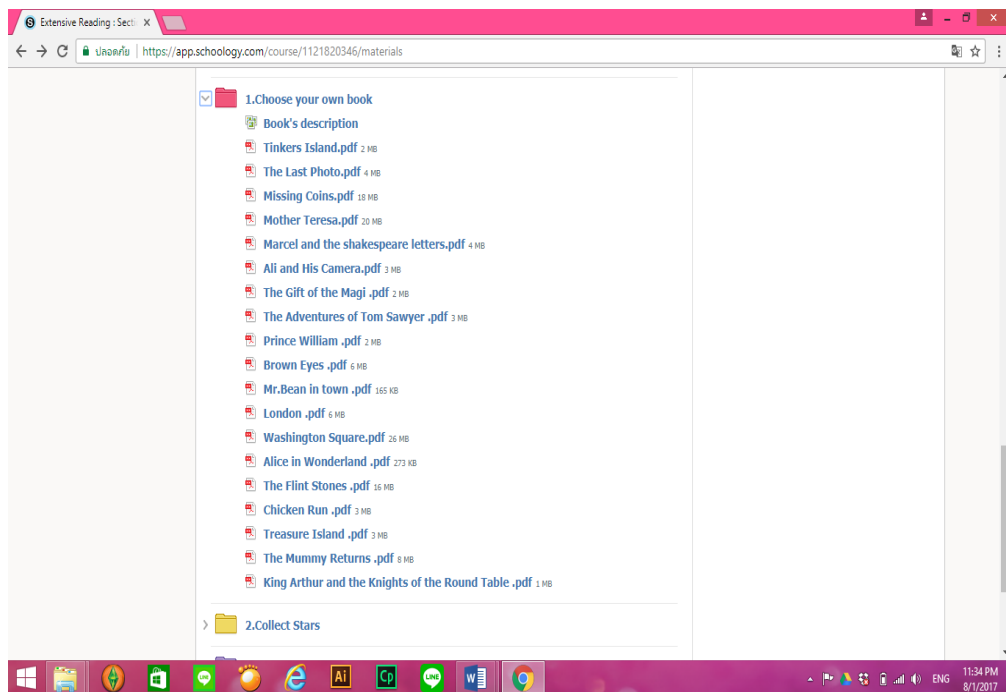 Extensive Reading : Secti
ปลอดภัย https://app.schoology.com/course/1121820346/materials
1.Choose your own book
Book's description
Tinkers Island.pdf 2 MB
The Last Photo.pdf 4 MB
Missing Coins.pdf 18 MB
Mother Teresa.pdf 20 MB
Marcel and the shakespeare letters.pdf 4 MB
Ali and His Camera.pdf 3 MB
The Gift of the Magi .pdf 2 MB
The Adventures of Tom Sawyer .pdf 3 MB
Prince William .pdf 2 MB
Brown Eyes .pdf 6 MB
Mr.Bean in town .pdf 165 KB
London .pdf 6 MB
Washington Square.pdf 26 MB
Alice in Wonderland .pdf 273 KB
The Flint Stones .pdf 16 MB
Chicken Run .pdf 3 MB
Treasure Island .pdf 3 MB
The Mummy Returns .pdf 8 MB
King Arthur and the Knights of the Round Table .pdf 1 MB
2.Collect Stars
LINE Ai Cp LINE W ENG 11:34 PM
8/1/2017